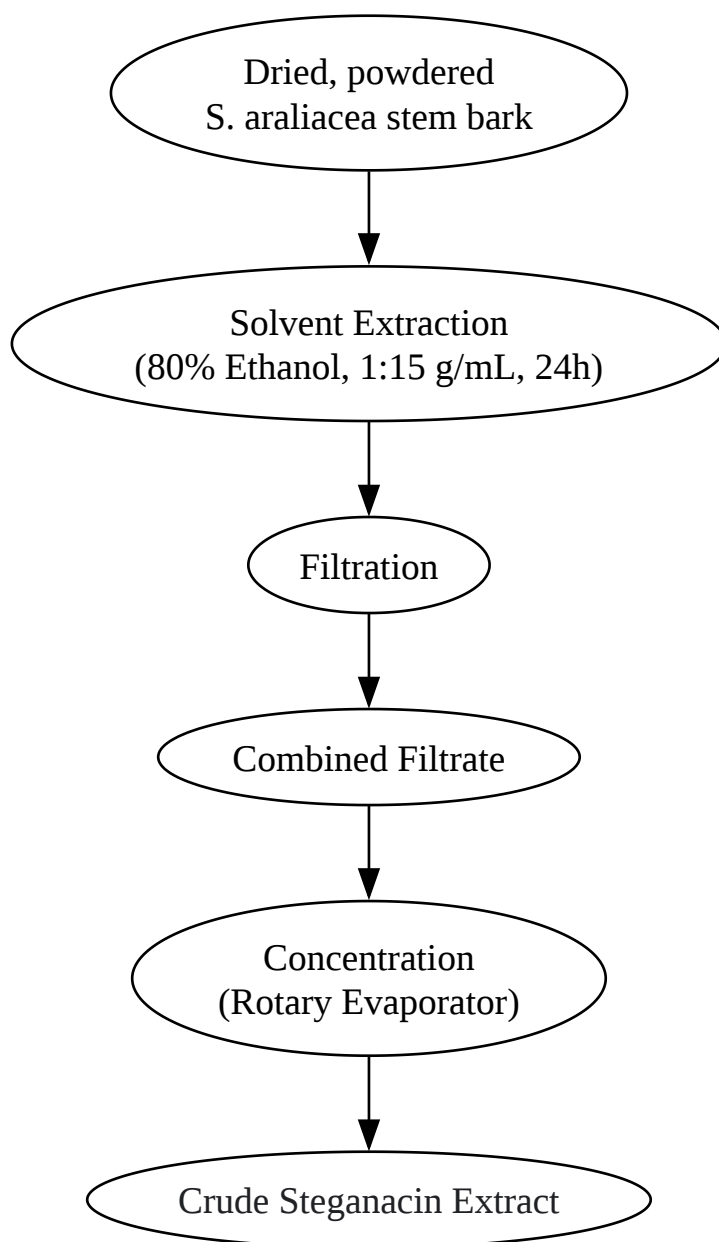 Dried, powdered
S. araliacea stem bark
Solvent Extraction
(80% Ethanol, 1:15 g/mL, 24h)
Filtration
Combined Filtrate
Concentration
(Rotary Evaporator)
Crude Steganacin Extract